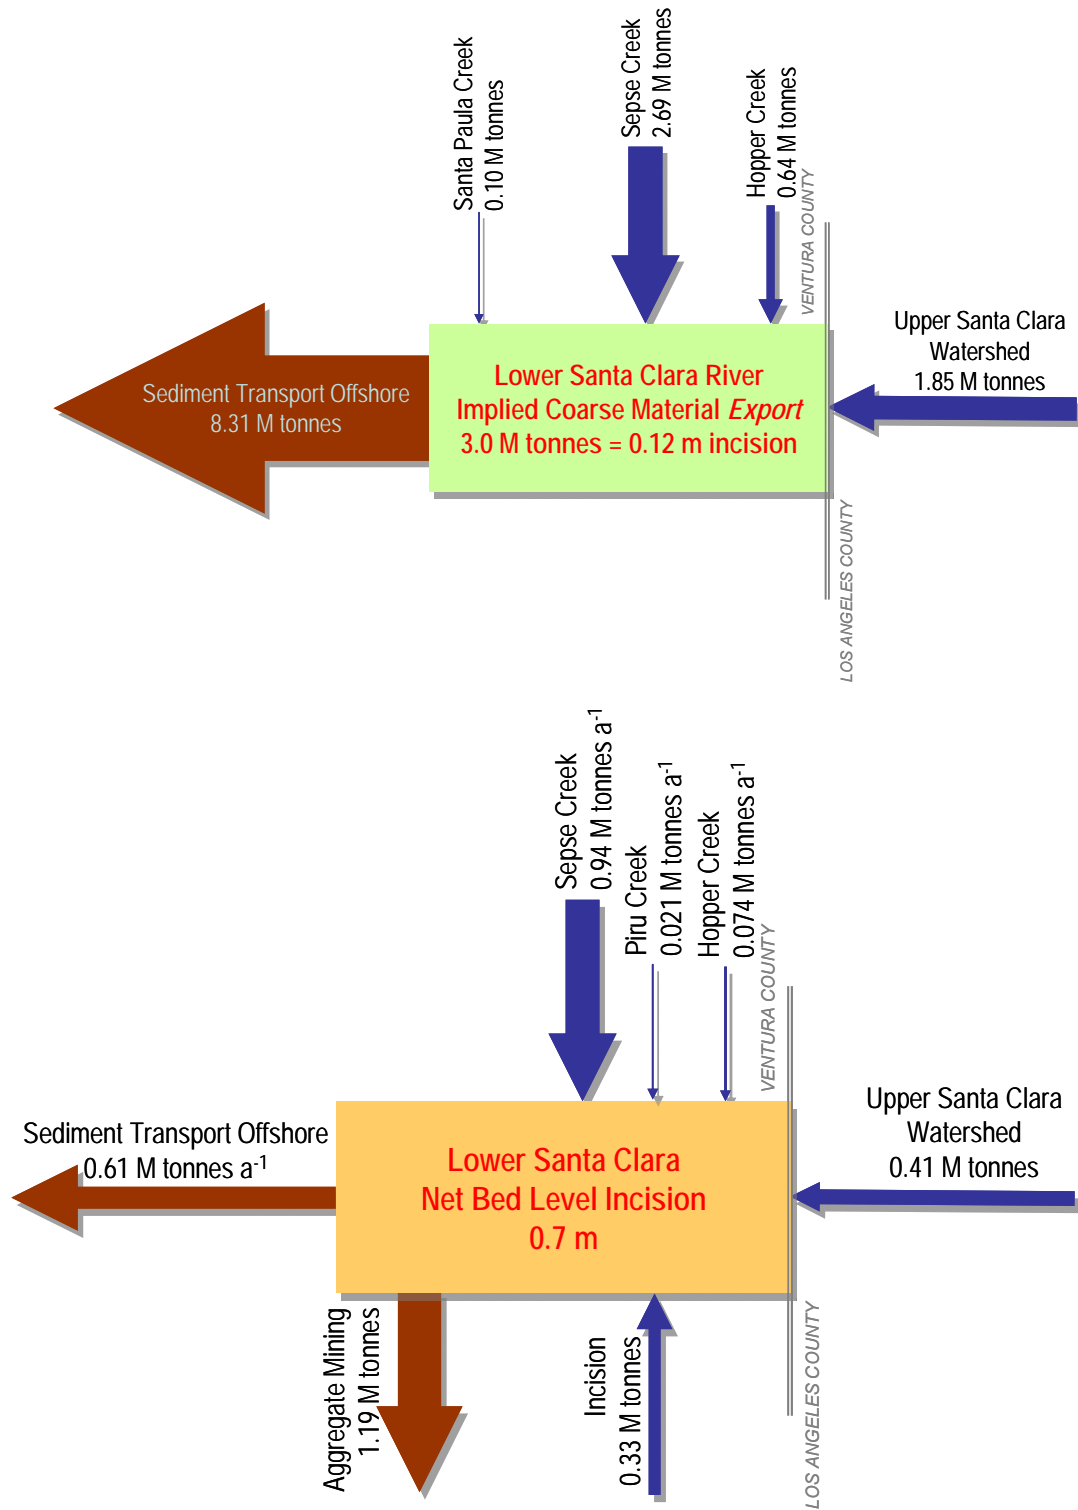 Santa Paula Creek
0.10 M tonnes
Sepse Creek
2.69 M tonnes
Hopper Creek
0.64 M tonnes
VENTURA COUNTY
Upper Santa Clara
Watershed
1.85 M tonnes
Sediment Transport Offshore
8.31 M tonnes
Lower Santa Clara River
Implied Coarse Material Export
3.0 M tonnes = 0.12 m incision
LOS ANGELES COUNTY
Sepse Creek
0.94 M tonnes a⁻¹
Piru Creek
0.021 M tonnes a⁻¹
Hopper Creek
0.074 M tonnes a⁻¹
VENTURA COUNTY
Upper Santa Clara
Watershed
0.41 M tonnes
Sediment Transport Offshore
0.61 M tonnes a⁻¹
Lower Santa Clara
Net Bed Level Incision
0.7 m
Aggregate Mining
1.19 M tonnes
Incision
0.33 M tonnes
LOS ANGELES COUNTY